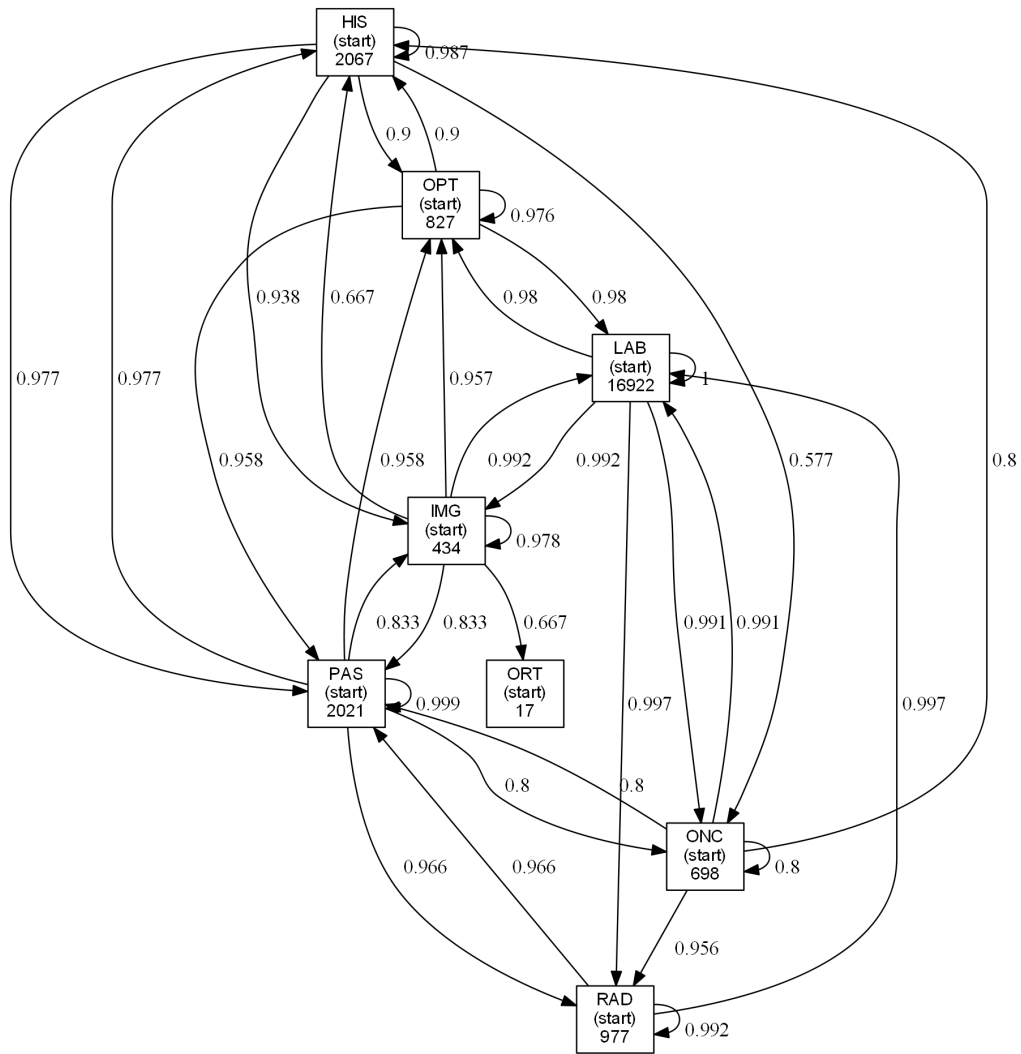 HIS
(start)
2067
0.987
0.9
0.9
OPT
(start)
827
0.976
0.938
0.667
0.98
0.98
LAB
(start)
16922
1
0.977
0.977
0.957
0.958
0.958
0.992
0.992
0.577
0.8
IMG
(start)
434
0.978
0.833
0.833
0.667
0.991
0.991
PAS
(start)
2021
0.999
ORT
(start)
17
0.997
0.997
0.8
0.8
ONC
(start)
698
0.8
0.966
0.966
0.956
RAD
(start)
977
0.992